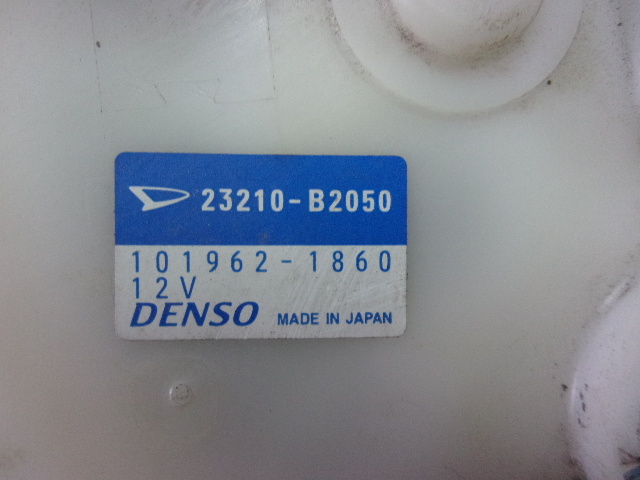 23210-B2050
101962-1860
12V
DENSO MADE IN JAPAN